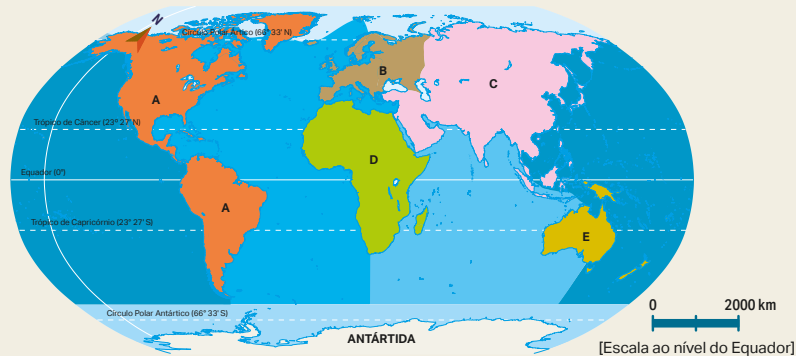 N
Círculo Polar Ártico (66° 33' N)
B
C
A
Trópico de Câncer (23° 27' N)
D
Equador (0°)
A
Trópico de Capricórnio (23° 27' S)
E
Círculo Polar Antártico (66° 33' S)
ANTÁRTIDA
0 2000 km
[Escala ao nível do Equador]